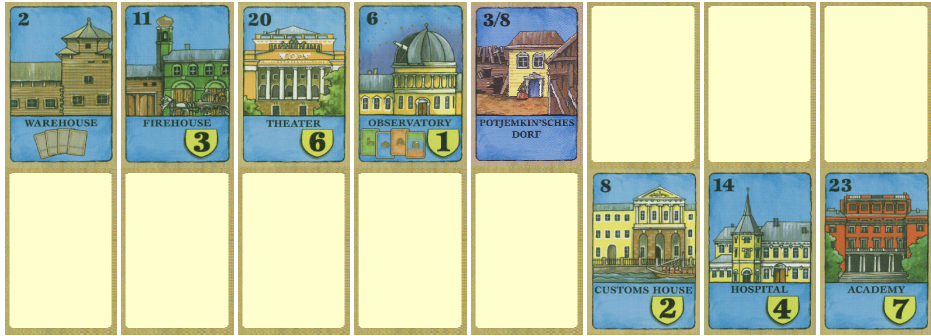 2
WAREHOUSE
11
FIREHOUSE
3
20
THEATER
6
6
OBSERVATORY
1
3/8
POTJEMKIN'SCHES
DORF
8
CUSTOMS HOUSE
2
14
HOSPITAL
4
23
ACADEMY
7